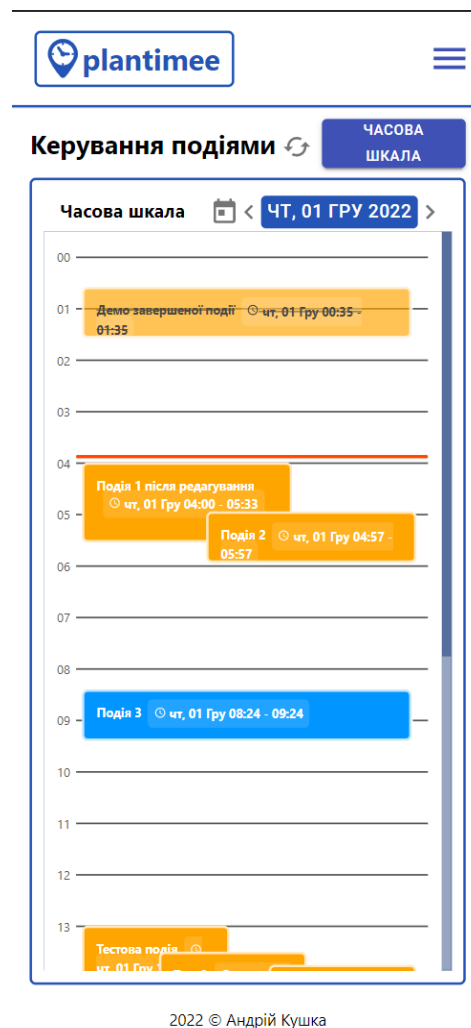 plantimee
Керування подіями
ЧАСОВА
ШКАЛА
Часова шкала
ЧТ, 01 ГРУ 2022
00
01
Демо завершеної події чт, 01 Гру 00:35 -
01:35
02
03
04
Подія 1 після редагування
чт, 01 Гру 04:00 - 05:33
05
Подія 2 чт, 01 Гру 04:57 -
05:57
06
07
08
09
Подія 3 чт, 01 Гру 08:24 - 09:24
10
11
12
13
Тестова подія
чт, 01 Гру
2022 © Андрій Кушка